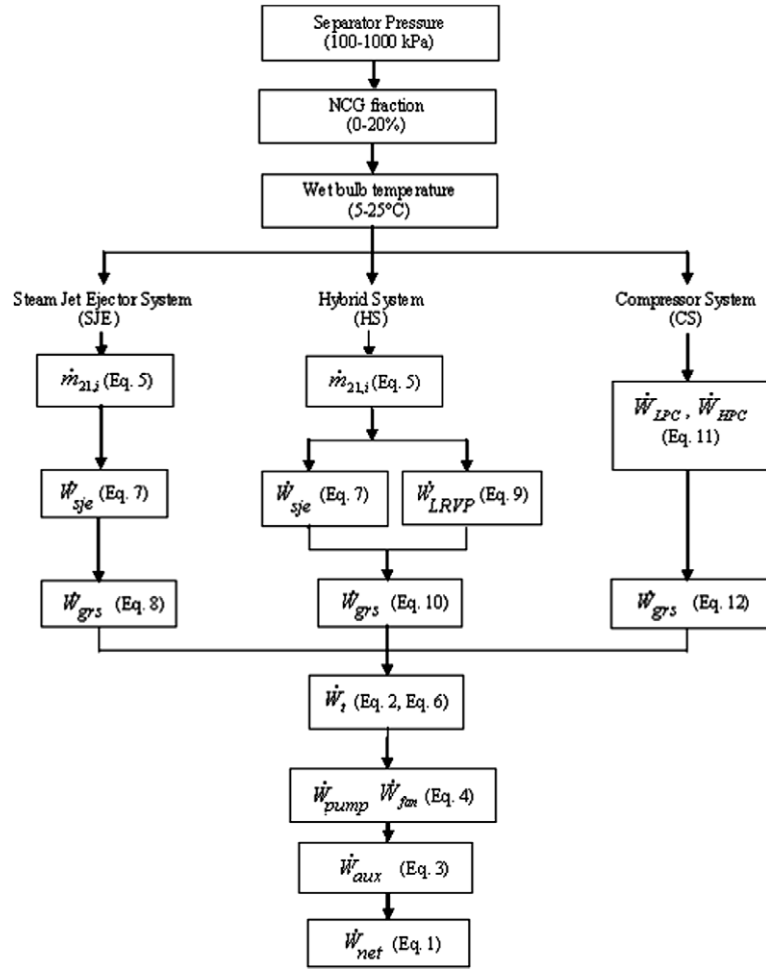 Separator Pressure
(100-1000 kPa)
NCG fraction
(0-20%)
Wet bulb temperature
(5-25°C)
Steam Jet Ejector System
(SJE)
Hybrid System
(HS)
Compressor System
(CS)
ṁ21,i (Eq. 5)
ṁ21,i (Eq. 5)
ẆLPC , ẆHPC
(Eq. 11)
Ẇsje (Eq. 7)
Ẇsje (Eq. 7)
ẆLRVP (Eq. 9)
Ẇgrs (Eq. 8)
Ẇgrs (Eq. 10)
Ẇgrs (Eq. 12)
Ẇt (Eq. 2, Eq. 6)
Ẇpump Ẇfan (Eq. 4)
Ẇaux (Eq. 3)
Ẇnet (Eq. 1)